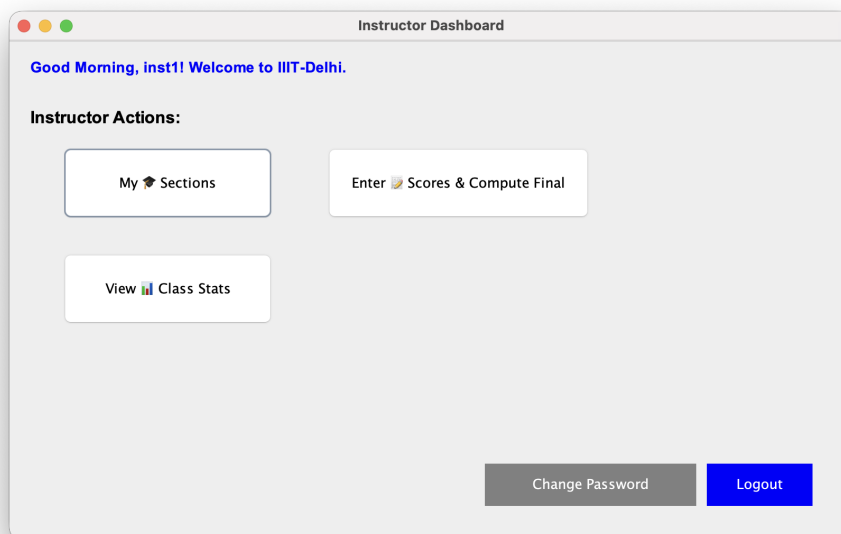 Instructor Dashboard
Good Morning, inst1! Welcome to IIIT-Delhi.
Instructor Actions:
My 🎓 Sections
Enter 📝 Scores & Compute Final
View 📊 Class Stats
Change Password
Logout